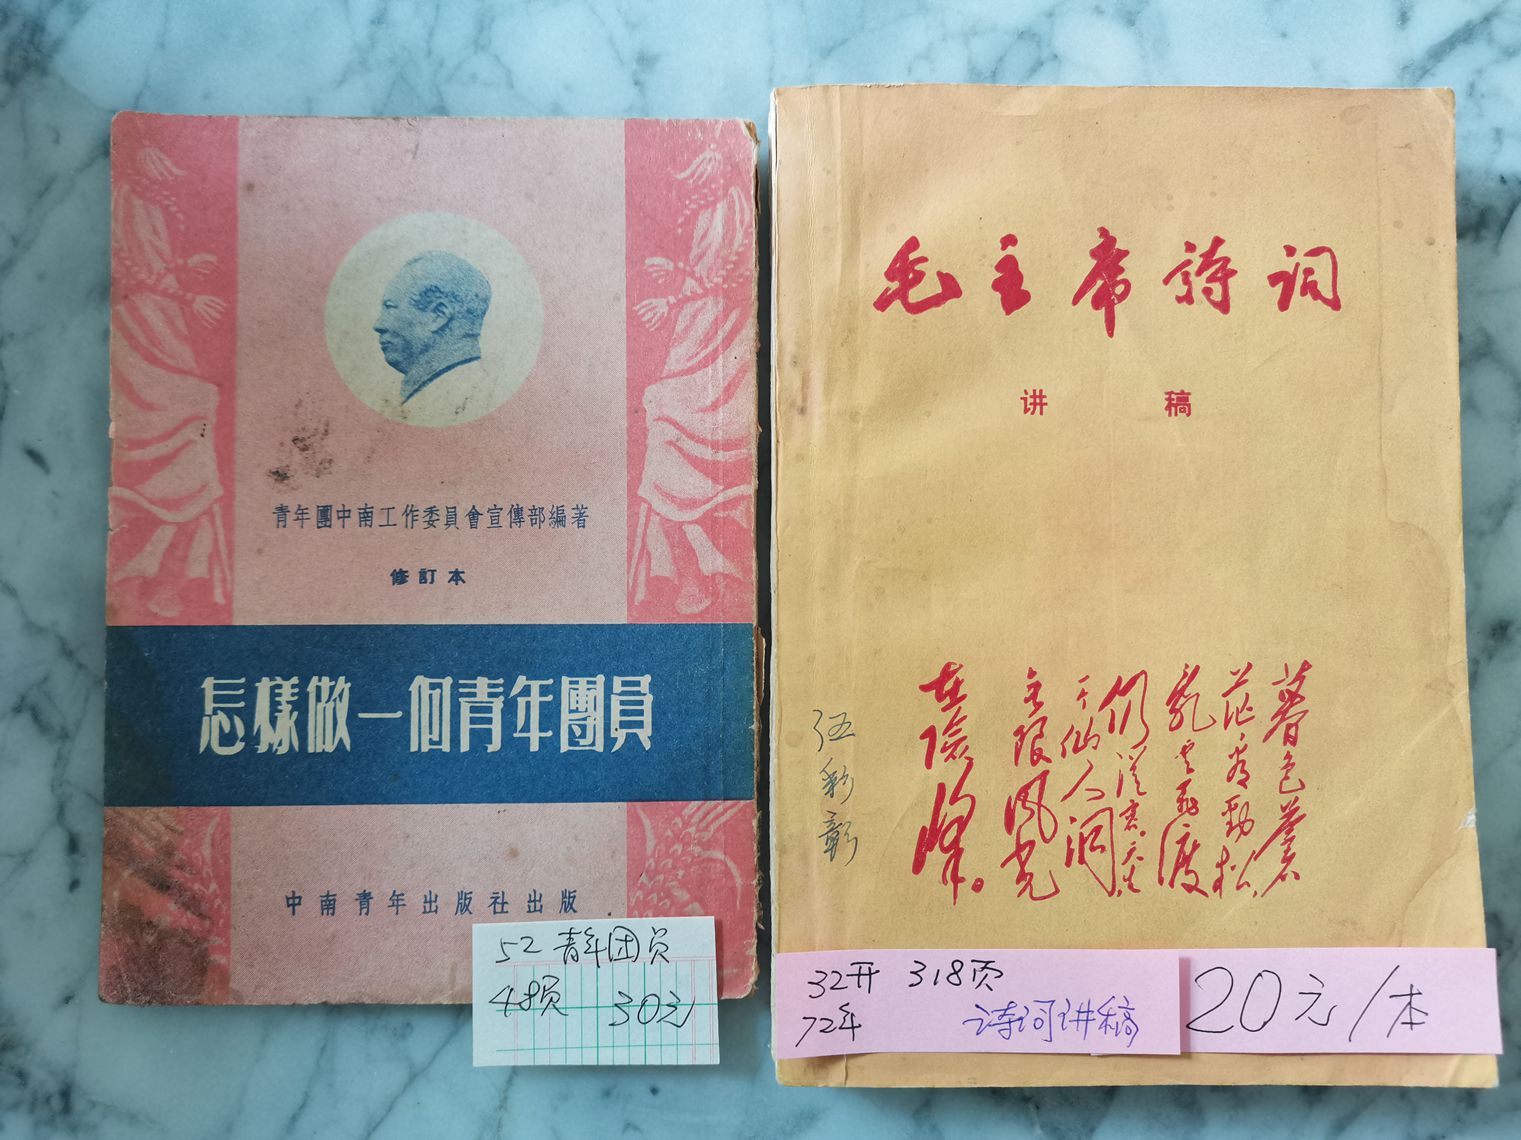 青年團中南工作委員會宣傳部編著
修訂本
怎樣做一個青年團員
中南青年出版社出版
52 青年团员
30元
毛主席詩词
讲稿
暮色苍
茫看劲松,
乱云飞渡
仍从容。天生
一个仙人洞,
无限风光
在险峰。
伍彩彰
32开 318页
72年 诗词讲稿
20元/本